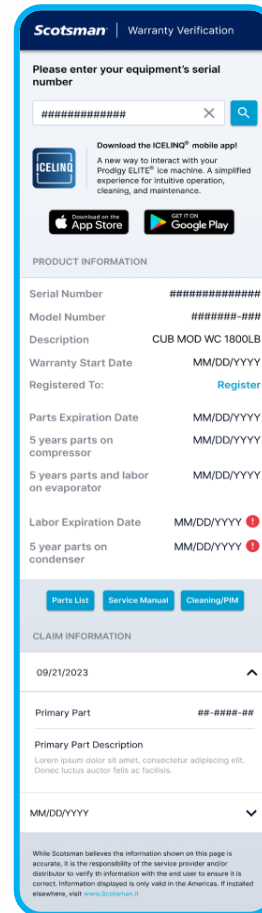 Scotsman® | Warranty Verification
Please enter your equipment's serial
number
#############
Download the ICELINQ® mobile app!
ICELINQ
A new way to interact with your
Prodigy ELITE® ice machine. A simplified
experience for intuitive operation,
cleaning, and maintenance.
Download on the
App Store
GET IT ON
Google Play
PRODUCT INFORMATION
Serial Number ##############
Model Number #######-###
Description CUB MOD WC 1800LB
Warranty Start Date MM/DD/YYYY
Registered To: Register
Parts Expiration Date MM/DD/YYYY
5 years parts on MM/DD/YYYY
compressor
5 years parts and labor MM/DD/YYYY
on evaporator
Labor Expiration Date MM/DD/YYYY !
5 year parts on MM/DD/YYYY !
condenser
Parts List Service Manual Cleaning/PIM
CLAIM INFORMATION
09/21/2023
Primary Part ##-####-##
Primary Part Description
Lorem ipsum dolor sit amet, consectetur adipiscing elit.
Donec luctus auctor felis ac facilisis.
MM/DD/YYYY
While Scotsman believes the information shown on this page is
accurate, it is the responsibility of the service provider and/or
distributor to verify th information with the end user to ensure it is
correct. Information displayed is only valid in the Americas. If installed
elsewhere, visit www.Scotsman.it